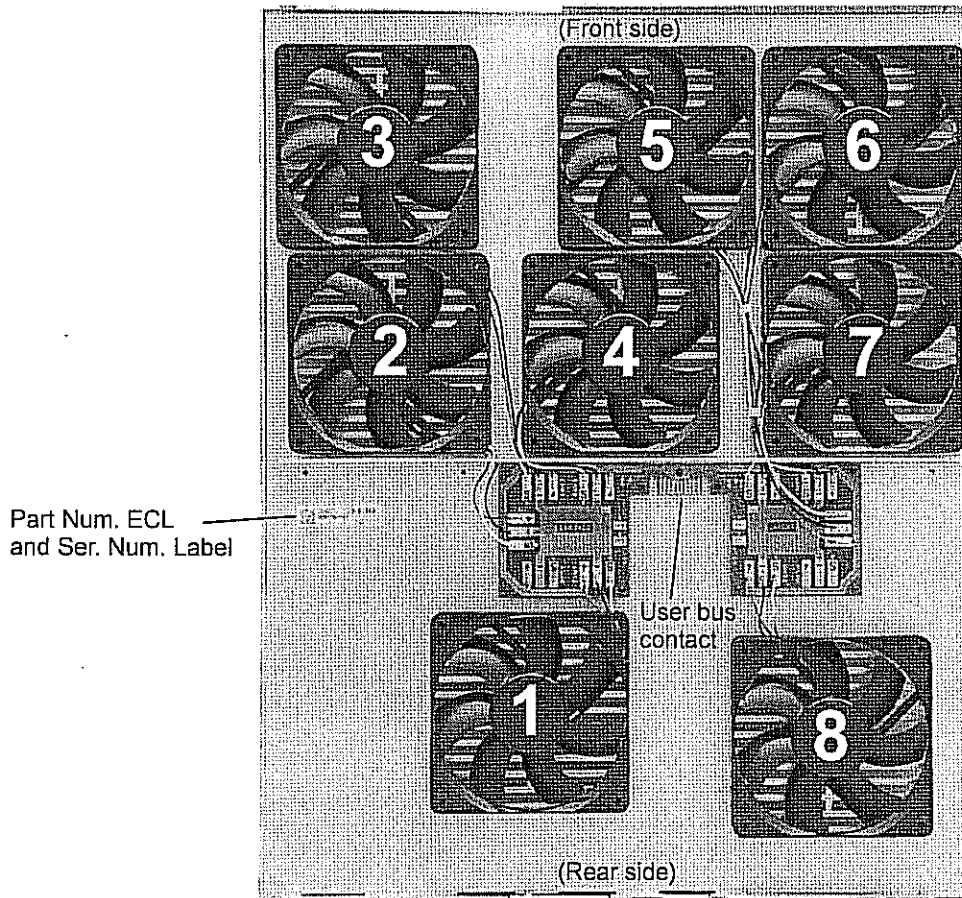 (Front side)
3
5
6
2
4
7
Part Num. ECL
and Ser. Num. Label
User bus
contact
1
8
(Rear side)